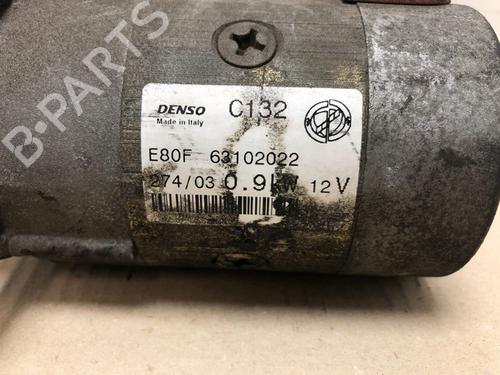 B-PARTS
DENSO C132
Made in Italy
E80F 63102022
274/03 0.9kW 12V